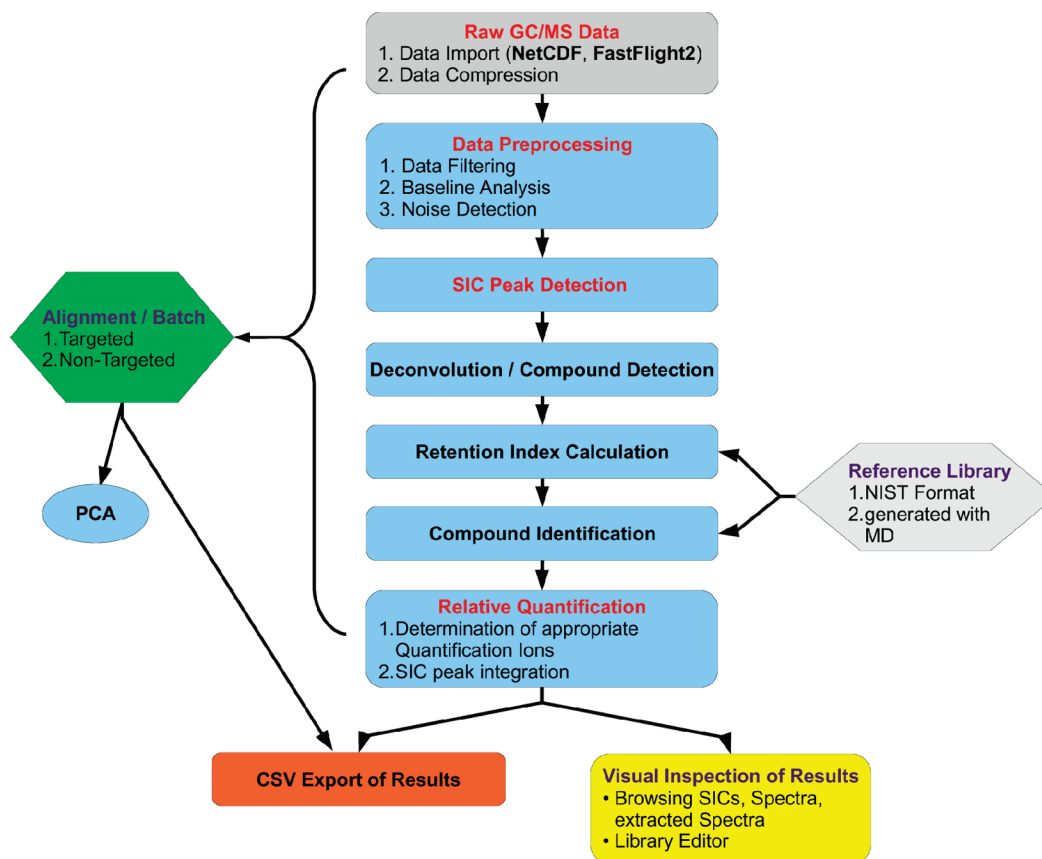 Raw GC/MS Data
1. Data Import (NetCDF, FastFlight2)
2. Data Compression
Data Preprocessing
1. Data Filtering
2. Baseline Analysis
3. Noise Detection
SIC Peak Detection
Alignment / Batch
1.Targeted
2.Non-Targeted
Deconvolution / Compound Detection
Retention Index Calculation
Reference Library
1.NIST Format
2.generated with
MD
PCA
Compound Identification
Relative Quantification
1.Determination of appropriate
Quantification Ions
2.SIC peak integration
CSV Export of Results
Visual Inspection of Results
• Browsing SICs, Spectra,
extracted Spectra
• Library Editor